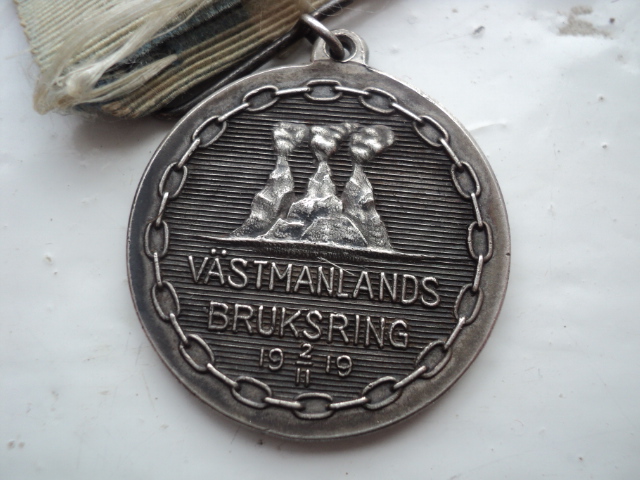 VÄSTMANLANDS
BRUKSRING
19 2/11 19